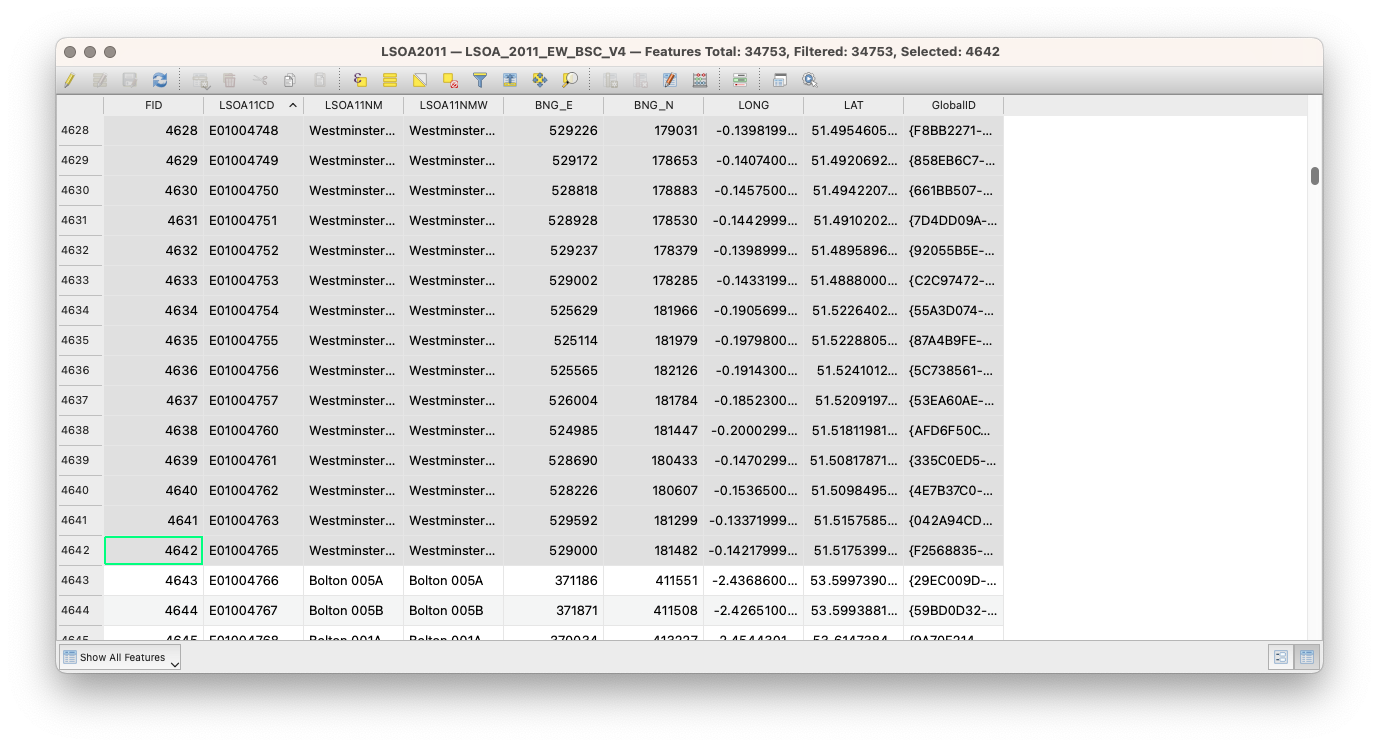 LSOA2011 — LSOA_2011_EW_BSC_V4 — Features Total: 34753, Filtered: 34753, Selected: 4642
FID LSOA11CD LSOA11NM LSOA11NMW BNG_E BNG_N LONG LAT GlobalID
4628 4628 E01004748 Westminster... Westminster... 529226 179031 -0.1398199... 51.4954605... {F8BB2271-...
4629 4629 E01004749 Westminster... Westminster... 529172 178653 -0.1407400... 51.4920692... {858EB6C7-...
4630 4630 E01004750 Westminster... Westminster... 528818 178883 -0.1457500... 51.4942207... {661BB507-...
4631 4631 E01004751 Westminster... Westminster... 528928 178530 -0.1442999... 51.4910202... {7D4DD09A-...
4632 4632 E01004752 Westminster... Westminster... 529237 178379 -0.1398999... 51.4895896... {92055B5E-...
4633 4633 E01004753 Westminster... Westminster... 529002 178285 -0.1433199... 51.4888000... {C2C97472-...
4634 4634 E01004754 Westminster... Westminster... 525629 181966 -0.1905699... 51.5226402... {55A3D074-...
4635 4635 E01004755 Westminster... Westminster... 525114 181979 -0.1979800... 51.5228805... {87A4B9FE-...
4636 4636 E01004756 Westminster... Westminster... 525565 182126 -0.1914300... 51.5241012... {5C738561-...
4637 4637 E01004757 Westminster... Westminster... 526004 181784 -0.1852300... 51.5209197... {53EA60AE-...
4638 4638 E01004760 Westminster... Westminster... 524985 181447 -0.2000299... 51.51811981... {AFD6F50C...
4639 4639 E01004761 Westminster... Westminster... 528690 180433 -0.1470299... 51.50817871... {335C0ED5-...
4640 4640 E01004762 Westminster... Westminster... 528226 180607 -0.1536500... 51.5098495... {4E7B37C0-...
4641 4641 E01004763 Westminster... Westminster... 529592 181299 -0.13371999... 51.5157585... {042A94CD...
4642 4642 E01004765 Westminster... Westminster... 529000 181482 -0.14217999... 51.5175399... {F2568835-...
4643 4643 E01004766 Bolton 005A Bolton 005A 371186 411551 -2.4368600... 53.5997390... {29EC009D-...
4644 4644 E01004767 Bolton 005B Bolton 005B 371871 411508 -2.4265100... 53.5993881... {59BD0D32-...
4645 4645 E01004768 Bolton 001A Bolton 001A
Show All Features